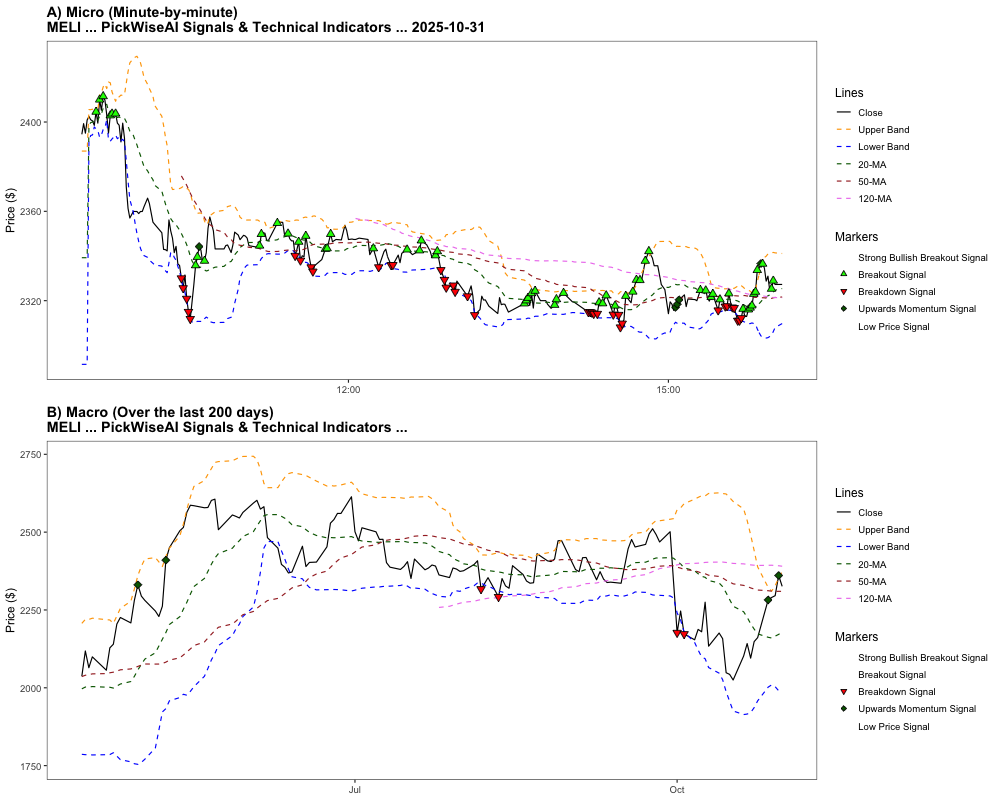 A) Micro (Minute-by-minute)
MELI ... PickWiseAI Signals & Technical Indicators ... 2025-10-31
Price ($)
2400
2360
2320
12:00
15:00
Lines
Close
Upper Band
Lower Band
20-MA
50-MA
120-MA
Markers
Strong Bullish Breakout Signal
Breakout Signal
Breakdown Signal
Upwards Momentum Signal
Low Price Signal
B) Macro (Over the last 200 days)
MELI ... PickWiseAI Signals & Technical Indicators ...
Price ($)
2750
2500
2250
2000
1750
Jul
Oct
Lines
Close
Upper Band
Lower Band
20-MA
50-MA
120-MA
Markers
Strong Bullish Breakout Signal
Breakout Signal
Breakdown Signal
Upwards Momentum Signal
Low Price Signal